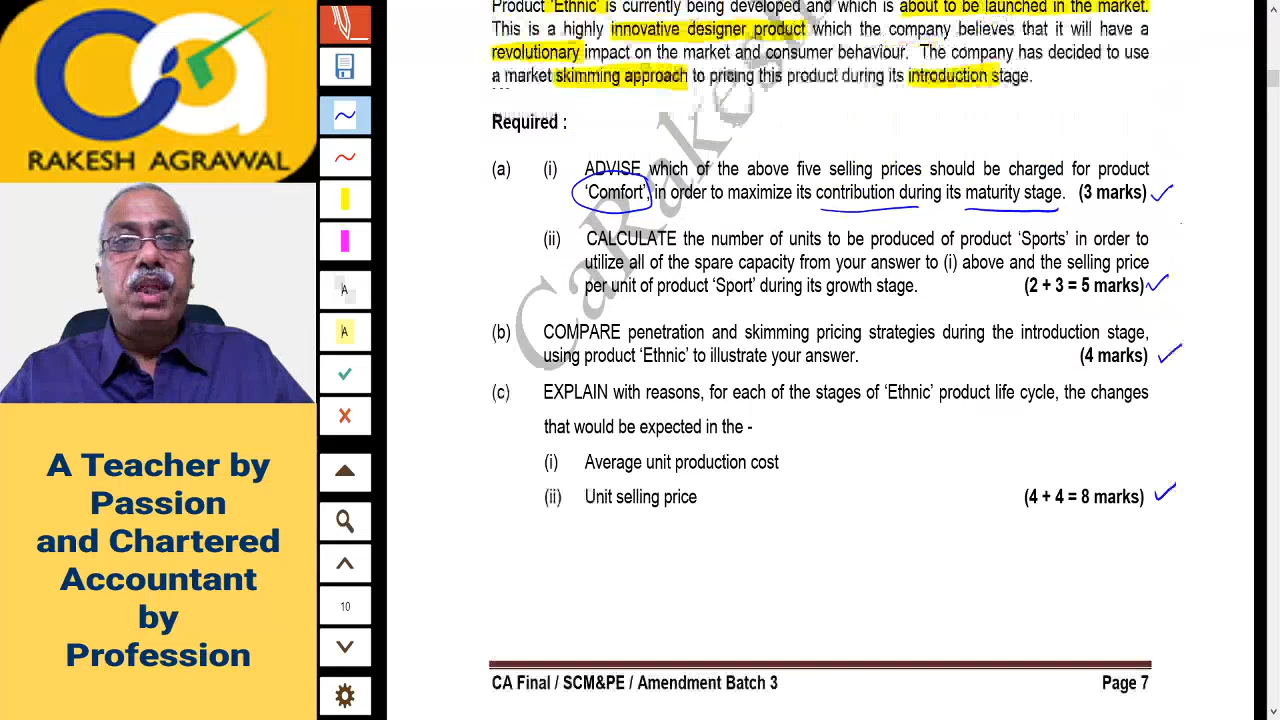 RAKESH AGRAWAL
A Teacher by
Passion
and Chartered
Accountant
by
Profession
A
A
10
Product ‘Ethnic’ is currently being developed and which is about to be launched in the market.
This is a highly innovative designer product which the company believes that it will have a
revolutionary impact on the market and consumer behaviour. The company has decided to use
a market skimming approach to pricing this product during its introduction stage.
Required :
(a) (i) ADVISE which of the above five selling prices should be charged for product
‘Comfort’, in order to maximize its contribution during its maturity stage. (3 marks)
(ii) CALCULATE the number of units to be produced of product ‘Sports’ in order to
utilize all of the spare capacity from your answer to (i) above and the selling price
per unit of product ‘Sport’ during its growth stage. (2 + 3 = 5 marks)
(b) COMPARE penetration and skimming pricing strategies during the introduction stage,
using product ‘Ethnic’ to illustrate your answer. (4 marks)
(c) EXPLAIN with reasons, for each of the stages of ‘Ethnic’ product life cycle, the changes
that would be expected in the -
(i) Average unit production cost
(ii) Unit selling price (4 + 4 = 8 marks)
CaRakesh
CA Final / SCM&PE / Amendment Batch 3 Page 7